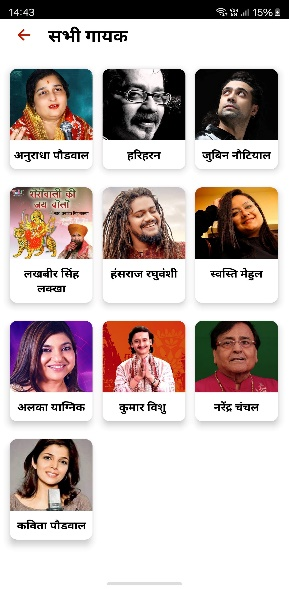 14:43
15%
सभी गायक
अनुराधा पौडवाल
हरिहरन
जुबिन नौटियाल
शेरांवाली की
जय बोलो
लखबीर सिंह
लक्खा
हंसराज रघुवंशी
स्वस्ति मेहुल
अलका याग्निक
कुमार विशु
नरेंद्र चंचल
कविता पौडवाल